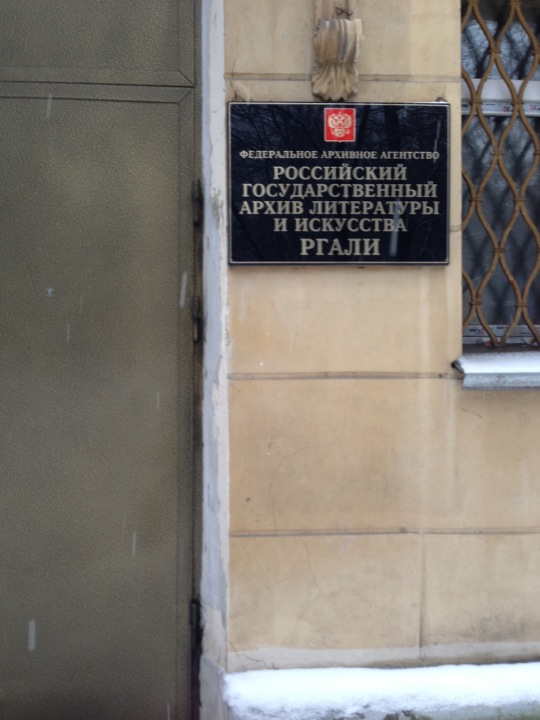 ФЕДЕРАЛЬНОЕ АРХИВНОЕ АГЕНТСТВО
РОССИЙСКИЙ
ГОСУДАРСТВЕННЫЙ
АРХИВ ЛИТЕРАТУРЫ
И ИСКУССТВА
РГАЛИ